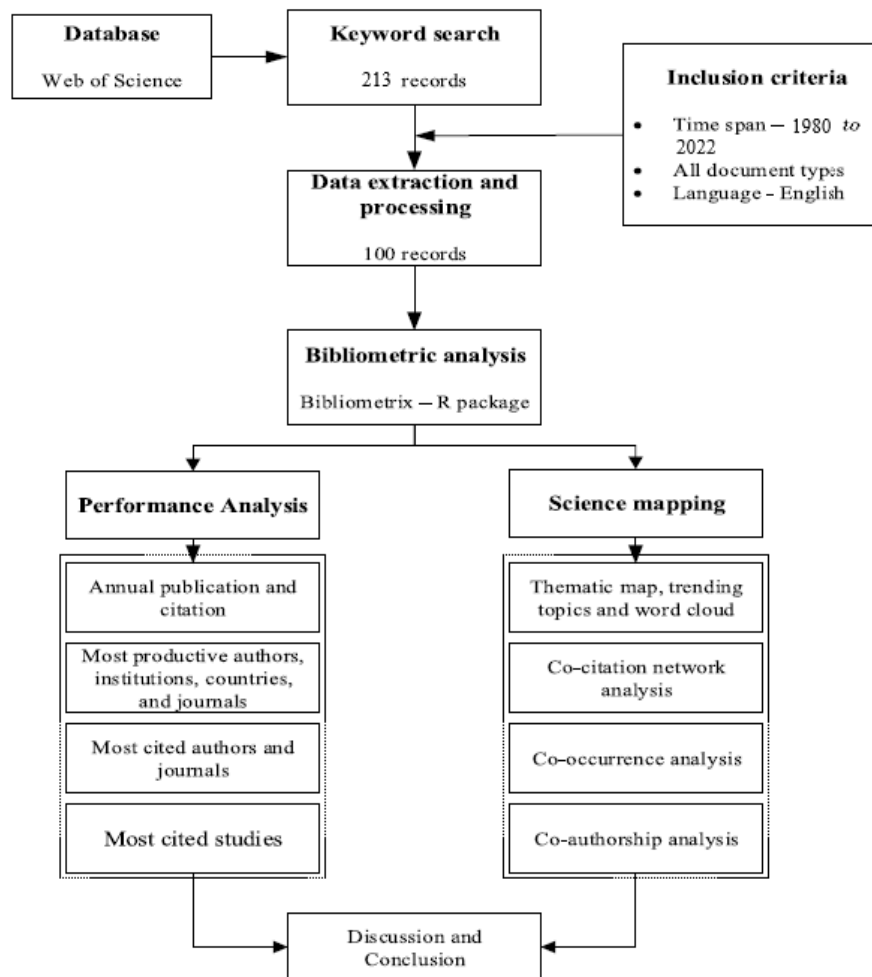 Database
Web of Science
Keyword search
213 records
Inclusion criteria
• Time span – 1980 to
2022
• All document types
• Language - English
Data extraction and
processing
100 records
Bibliometric analysis
Bibliometrix – R package
Performance Analysis
Annual publication and
citation
Most productive authors,
institutions, countries,
and journals
Most cited authors and
journals
Most cited studies
Science mapping
Thematic map, trending
topics and word cloud
Co-citation network
analysis
Co-occurrence analysis
Co-authorship analysis
Discussion and
Conclusion